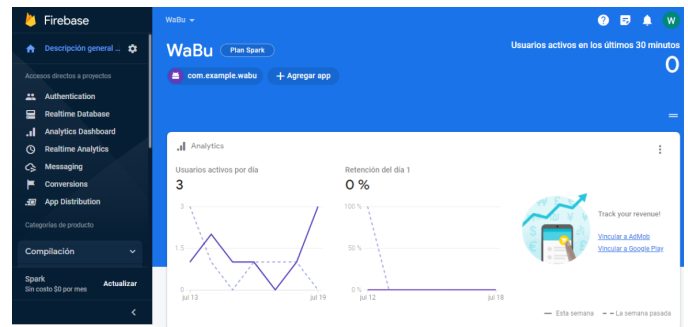 Firebase
Descripción general ...
Accesos directos a proyectos
Authentication
Realtime Database
Analytics Dashboard
Realtime Analytics
Messaging
Conversions
App Distribution
Categorías de producto
Compilación
Spark
Sin costo $0 por mes
Actualizar
WaBu
W
WaBu
Plan Spark
Usuarios activos en los últimos 30 minutos
0
com.example.wabu
+ Agregar app
Analytics
Usuarios activos por día
3
3
1.5
0
jul 13
jul 19
Retención del día 1
0 %
100 %
50 %
0 %
jul 12
jul 18
Track your revenue!
Vincular a AdMob
Vincular a Google Play
Esta semana
La semana pasada